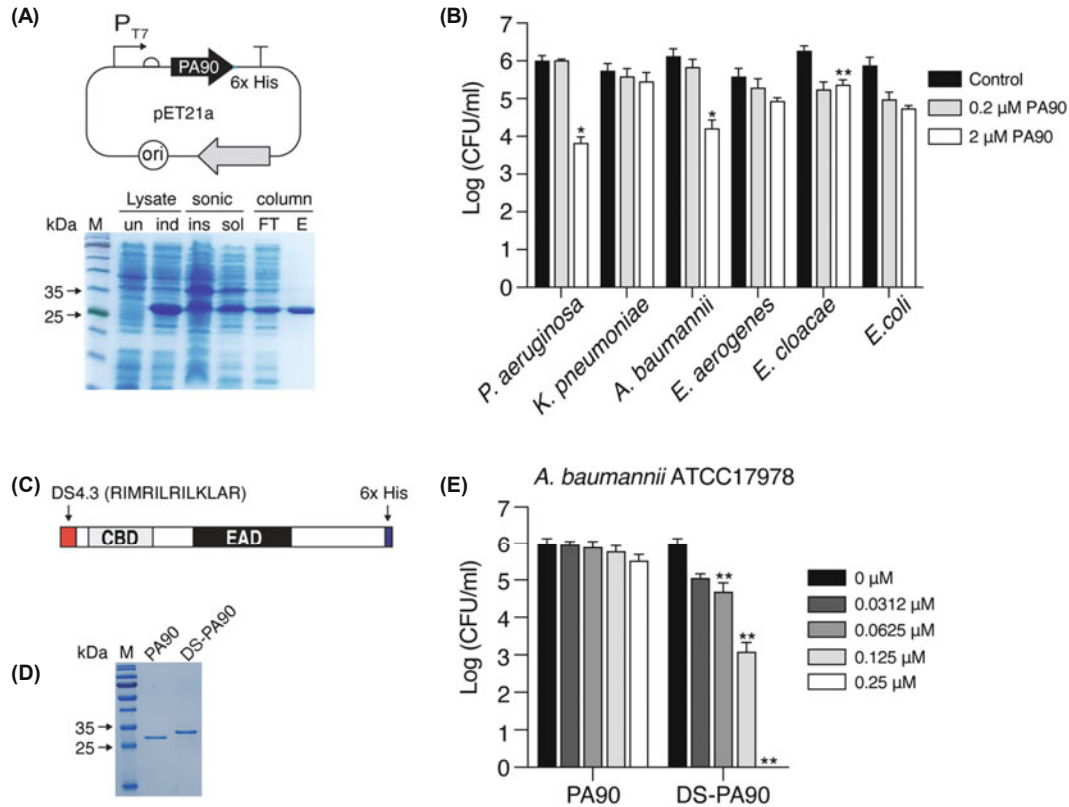 (A)
P T7
PA90
6x His
pET21a
ori
Lysate sonic column
kDa M un ind ins sol FT E
35
25
(B)
Log (CFU/ml)
7
6
5
4
3
2
1
0
*
*
**
Control
0.2 µM PA90
2 µM PA90
P. aeruginosa
K. pneumoniae
A. baumannii
E. aerogenes
E. cloacae
E.coli
(C)
DS4.3 (RIMRILRILKLAR)
6x His
CBD
EAD
(D)
kDa M PA90 DS-PA90
35
25
(E)
A. baumannii ATCC17978
Log (CFU/ml)
7
6
5
4
3
2
1
0
**
**
**
0 µM
0.0312 µM
0.0625 µM
0.125 µM
0.25 µM
PA90 DS-PA90